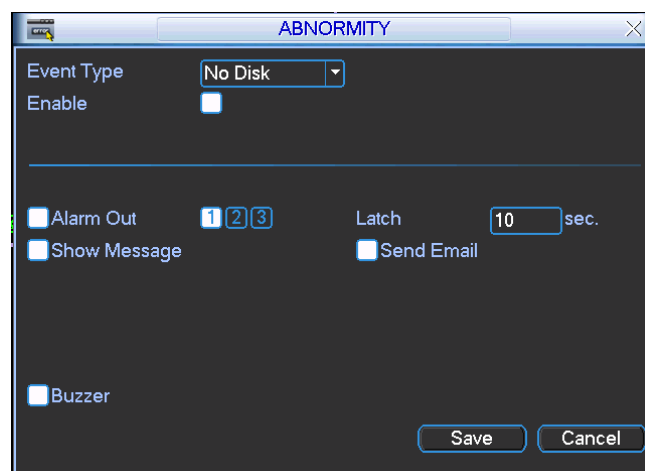 ABNORMITY
Event Type No Disk
Enable
Alarm Out 1 2 3 Latch 10 sec.
Show Message Send Email
Buzzer
Save Cancel